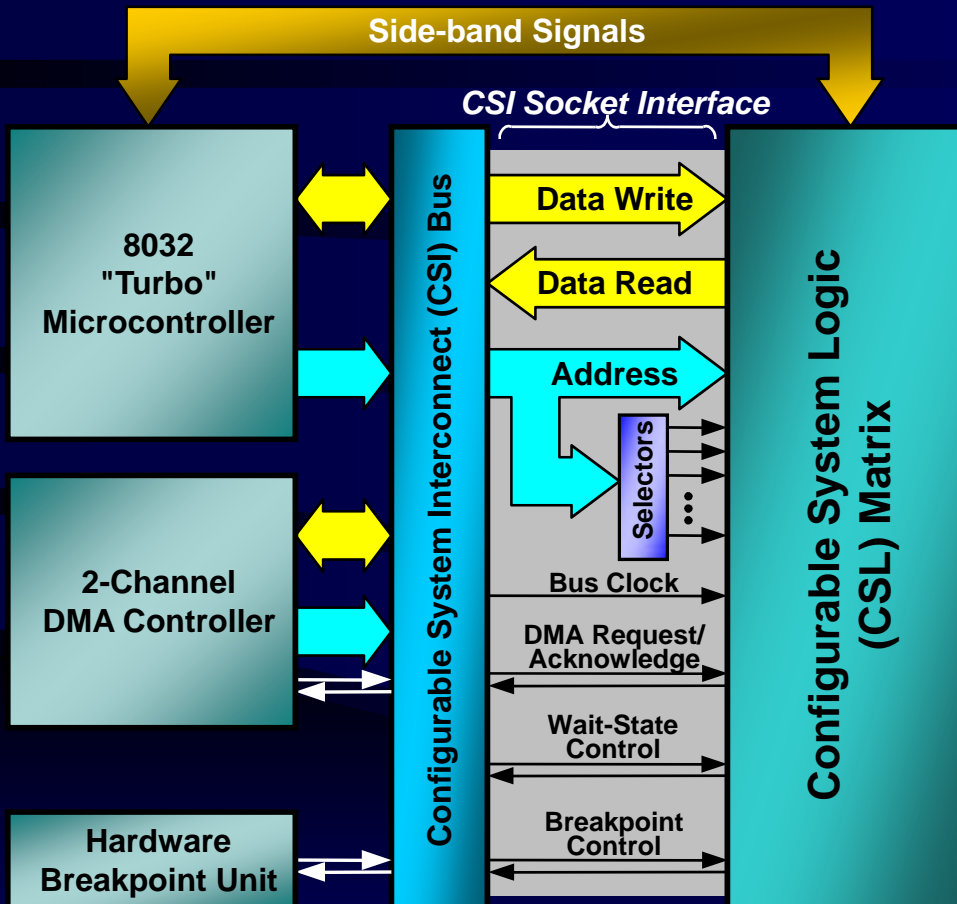 Side-band Signals
CSI Socket Interface
8032
"Turbo"
Microcontroller
2-Channel
DMA Controller
Hardware
Breakpoint Unit
Configurable System Interconnect (CSI) Bus
Data Write
Data Read
Address
Selectors
...
Bus Clock
DMA Request/
Acknowledge
Wait-State
Control
Breakpoint
Control
Configurable System Logic
(CSL) Matrix